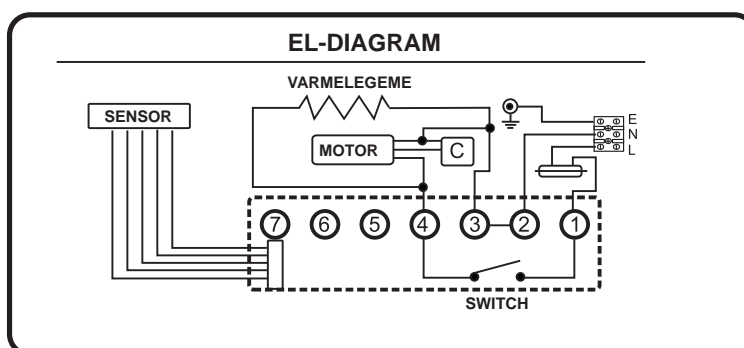 EL-DIAGRAM
VARMELEGEME
SENSOR
MOTOR
C
E
N
L
7 6 5 4 3 2 1
SWITCH